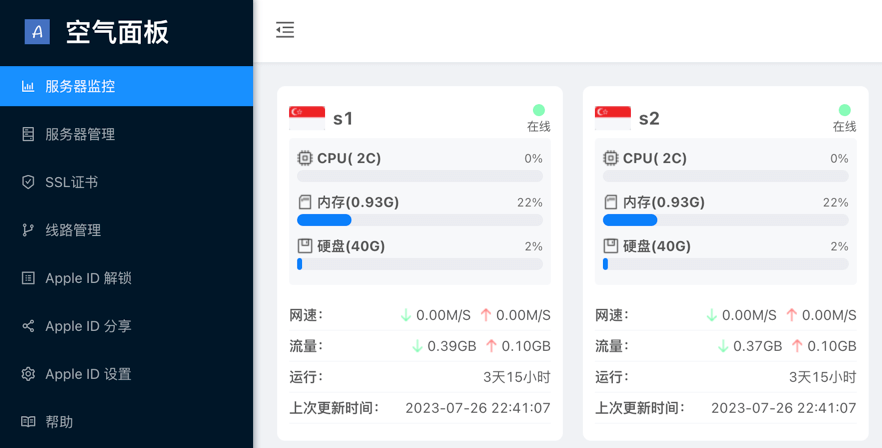 空气面板
服务器监控
服务器管理
SSL证书
线路管理
Apple ID 解锁
Apple ID 分享
Apple ID 设置
帮助
s1
在线
CPU( 2C) 0%
内存(0.93G) 22%
硬盘(40G) 2%
网速: 0.00M/S 0.00M/S
流量: 0.39GB 0.10GB
运行: 3天15小时
上次更新时间: 2023-07-26 22:41:07
s2
在线
CPU( 2C) 0%
内存(0.93G) 22%
硬盘(40G) 2%
网速: 0.00M/S 0.00M/S
流量: 0.37GB 0.10GB
运行: 3天15小时
上次更新时间: 2023-07-26 22:41:07